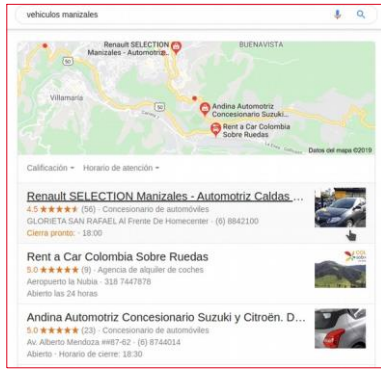 vehiculos manizales
Renault SELECTION
Manizales - Automotriz...
BUENAVISTA
50
Villamaria
50
Andina Automotriz
Concesionario Suzuki...
Rent a Car Colombia
Sobre Ruedas
Datos del mapa ©2019
Calificación Horario de atención
Renault SELECTION Manizales - Automotriz Caldas ...
4.5 ★★★★★ (56) · Concesionario de automóviles
GLORIETA SAN RAFAEL Al Frente De Homecenter · (6) 8842100
Cierra pronto: · 18:00
Rent a Car Colombia Sobre Ruedas
5.0 ★★★★★ (9) · Agencia de alquiler de coches
Aeropuerto la Nubia · 318 7447878
Abierto las 24 horas
Andina Automotriz Concesionario Suzuki y Citroën. D...
5.0 ★★★★★ (23) · Concesionario de automóviles
Av. Alberto Mendoza ##87-62 · (6) 8744014
Abierto · Horario de cierre: 18:30